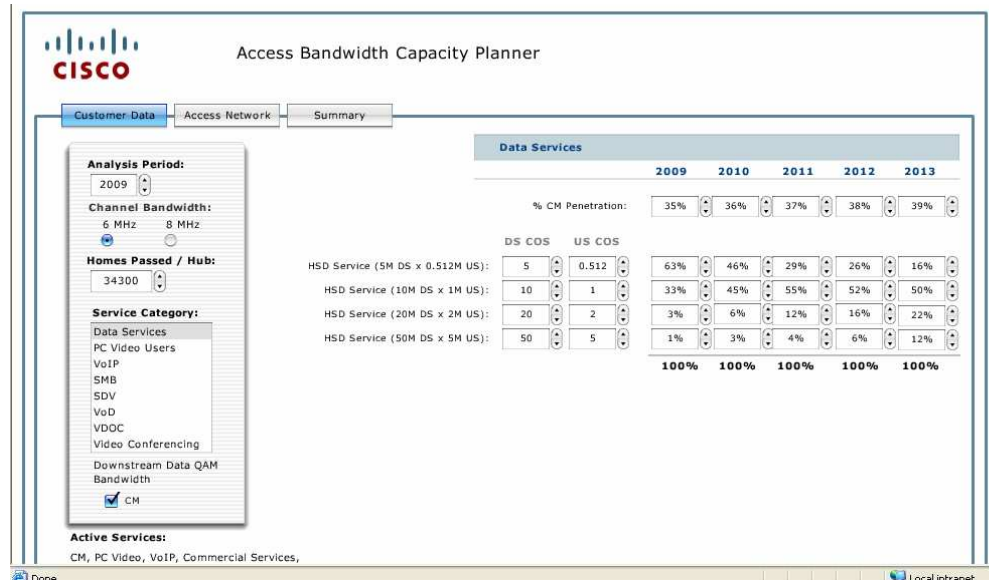 CISCO
Access Bandwidth Capacity Planner
Customer Data Access Network Summary
Analysis Period:
2009
Channel Bandwidth:
6 MHz 8 MHz
Homes Passed / Hub:
34300
Service Category:
Data Services
PC Video Users
VoIP
SMB
SDV
VoD
VDOC
Video Conferencing
Downstream Data QAM
Bandwidth
CM
Active Services:
CM, PC Video, VoIP, Commercial Services,
Data Services
2009 2010 2011 2012 2013
% CM Penetration: 35% 36% 37% 38% 39%
DS COS US COS
HSD Service (5M DS x 0.512M US): 5 0.512 63% 46% 29% 26% 16%
HSD Service (10M DS x 1M US): 10 1 33% 45% 55% 52% 50%
HSD Service (20M DS x 2M US): 20 2 3% 6% 12% 16% 22%
HSD Service (50M DS x 5M US): 50 5 1% 3% 4% 6% 12%
100% 100% 100% 100% 100%
Done
Local intranet